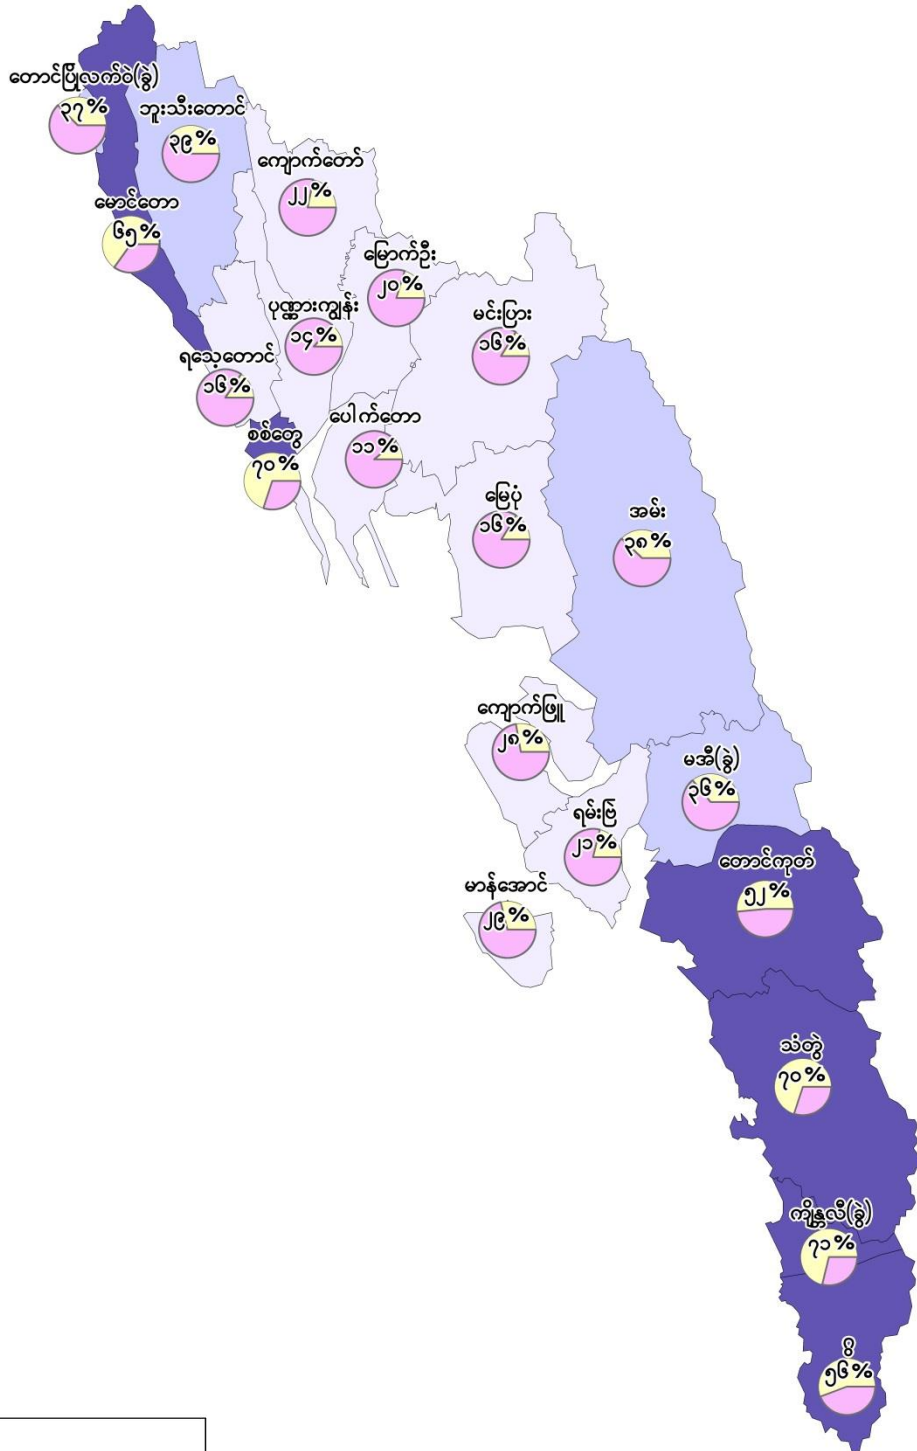 တောင်ပြိုလက်ဝဲ(ခွဲ)
၃၇%
ဘူးသီးတောင်
၃၉%
ကျောက်တော်
၂၂%
မောင်တော
၆၅%
မြောက်ဦး
၂၀%
ပုဏ္ဏားကျွန်း
၁၄%
မင်းပြား
၁၆%
ရသေ့တောင်
၁၆%
ပေါက်တော
၁၁%
စစ်တွေ
၇၀%
မြေပုံ
၁၆%
အမ်း
၃၈%
ကျောက်ဖြူ
၂၈%
မအီ(ခွဲ)
၃၆%
ရမ်းဗြဲ
၂၁%
တောင်ကုတ်
၅၂%
မာန်အောင်
၂၉%
သံတွဲ
၇၀%
ကျိန္တလီ(ခွဲ)
၇၁%
ဂွ
၅၆%